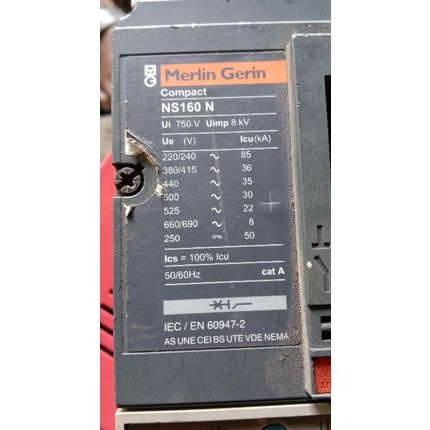 Merlin Gerin
Compact
NS160 N
Ui 750 V Uimp 8 kV
Ue (V) Icu (kA)
220/240 ~ 85
380/415 ~ 36
440 ~ 35
500 ~ 30
525 ~ 22
660/690 ~ 8
250 ⎓ 50
Ics = 100% Icu
50/60Hz cat A
IEC / EN 60947-2
AS UNE CEI BS UTE VDE NEMA